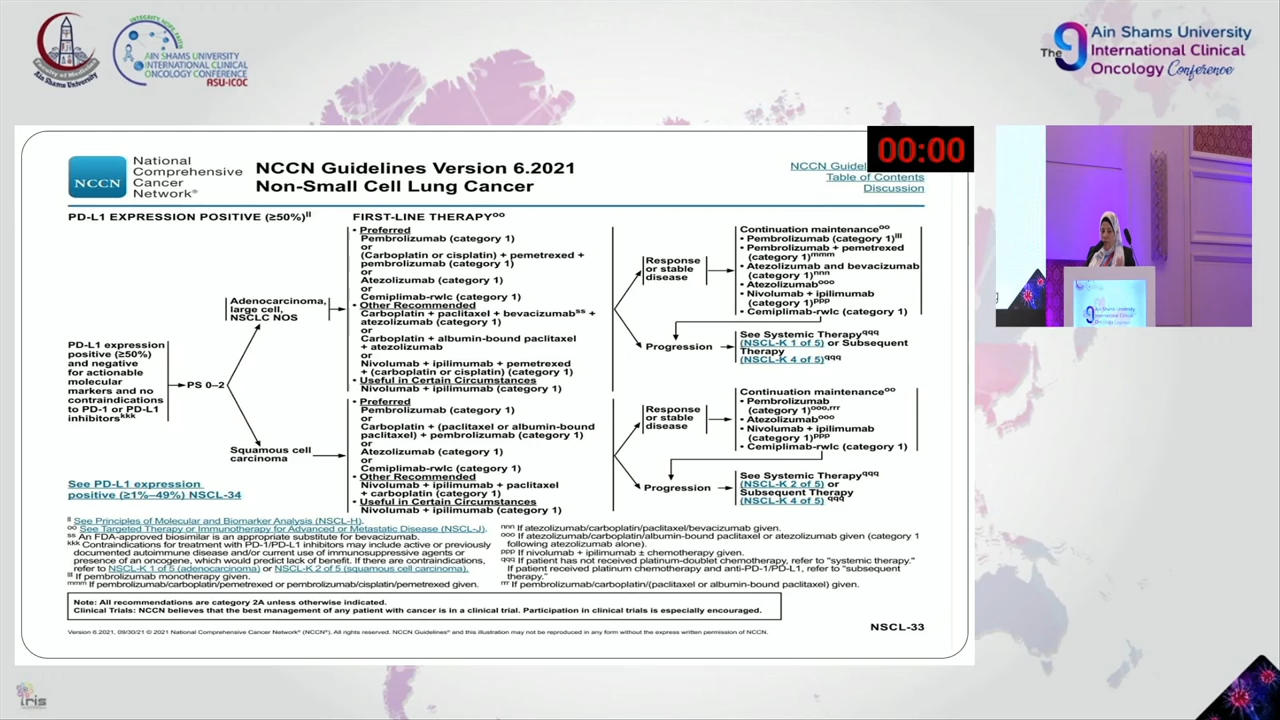 Faculty of Medicine
Ain Shams University
INTEGRITY HOPE FAITH
AIN SHAMS UNIVERSITY
INTERNATIONAL CLINICAL
ONCOLOGY CONFERENCE
ASU-ICOC
The 9th Ain Shams University
International Clinical
Oncology Conference
00:00
NCCN
National
Comprehensive
Cancer
Network®
NCCN Guidelines Version 6.2021
Non-Small Cell Lung Cancer
NCCN Guidel
Table of Contents
Discussion
PD-L1 EXPRESSION POSITIVE (≥50%)ll
FIRST-LINE THERAPYoo
PD-L1 expression
positive (≥50%)
and negative
for actionable
molecular
markers and no
contraindications
to PD-1 or PD-L1
inhibitorskkk
PS 0–2
Adenocarcinoma,
large cell,
NSCLC NOS
• Preferred
Pembrolizumab (category 1)
or
(Carboplatin or cisplatin) + pemetrexed +
pembrolizumab (category 1)
or
Atezolizumab (category 1)
or
Cemiplimab-rwlc (category 1)
• Other Recommended
Carboplatin + paclitaxel + bevacizumabss +
atezolizumab (category 1)
or
Carboplatin + albumin-bound paclitaxel
+ atezolizumab
or
Nivolumab + ipilimumab + pemetrexed
+ (carboplatin or cisplatin) (category 1)
• Useful in Certain Circumstances
Nivolumab + ipilimumab (category 1)
Response
or stable
disease
Continuation maintenanceoo
• Pembrolizumab (category 1)lll
• Pembrolizumab + pemetrexed
(category 1)mmm
• Atezolizumab and bevacizumab
(category 1)nnn
• Atezolizumabooo
• Nivolumab + ipilimumab
(category 1)ppp
• Cemiplimab-rwlc (category 1)
Progression
See Systemic Therapyqqq
(NSCL-K 1 of 5) or Subsequent
Therapy
(NSCL-K 4 of 5)qqq
Squamous cell
carcinoma
• Preferred
Pembrolizumab (category 1)
or
Carboplatin + (paclitaxel or albumin-bound
paclitaxel) + pembrolizumab (category 1)
or
Atezolizumab (category 1)
or
Cemiplimab-rwlc (category 1)
• Other Recommended
Nivolumab + ipilimumab + paclitaxel
+ carboplatin (category 1)
• Useful in Certain Circumstances
Nivolumab + ipilimumab (category 1)
Response
or stable
disease
Continuation maintenanceoo
• Pembrolizumab
(category 1)ooo,rrr
• Atezolizumabooo
• Nivolumab + ipilimumab
(category 1)ppp
• Cemiplimab-rwlc (category 1)
Progression
See Systemic Therapyqqq
(NSCL-K 2 of 5) or
Subsequent Therapy
(NSCL-K 4 of 5) qqq
See PD-L1 expression
positive (≥1%–49%) NSCL-34
ll See Principles of Molecular and Biomarker Analysis (NSCL-H).
oo See Targeted Therapy or Immunotherapy for Advanced or Metastatic Disease (NSCL-J).
ss An FDA-approved biosimilar is an appropriate substitute for bevacizumab.
kkk Contraindications for treatment with PD-1/PD-L1 inhibitors may include active or previously
documented autoimmune disease and/or current use of immunosuppressive agents or
presence of an oncogene, which would predict lack of benefit. If there are contraindications,
refer to NSCL-K 1 of 5 (adenocarcinoma) or NSCL-K 2 of 5 (squamous cell carcinoma).
lll If pembrolizumab monotherapy given.
mmm If pembrolizumab/carboplatin/pemetrexed or pembrolizumab/cisplatin/pemetrexed given.
nnn If atezolizumab/carboplatin/paclitaxel/bevacizumab given.
ooo If atezolizumab/carboplatin/albumin-bound paclitaxel or atezolizumab given (category 1
following atezolizumab alone).
ppp If nivolumab + ipilimumab ± chemotherapy given.
qqq If patient has not received platinum-doublet chemotherapy, refer to "systemic therapy."
If patient received platinum chemotherapy and anti-PD-1/PD-L1, refer to "subsequent
therapy."
rrr If pembrolizumab/carboplatin/(paclitaxel or albumin-bound paclitaxel) given.
Note: All recommendations are category 2A unless otherwise indicated.
Clinical Trials: NCCN believes that the best management of any patient with cancer is in a clinical trial. Participation in clinical trials is especially encouraged.
Version 6.2021, 09/30/21 © 2021 National Comprehensive Cancer Network® (NCCN®), All rights reserved. NCCN Guidelines® and this illustration may not be reproduced in any form without the express written permission of NCCN.
NSCL-33
iris